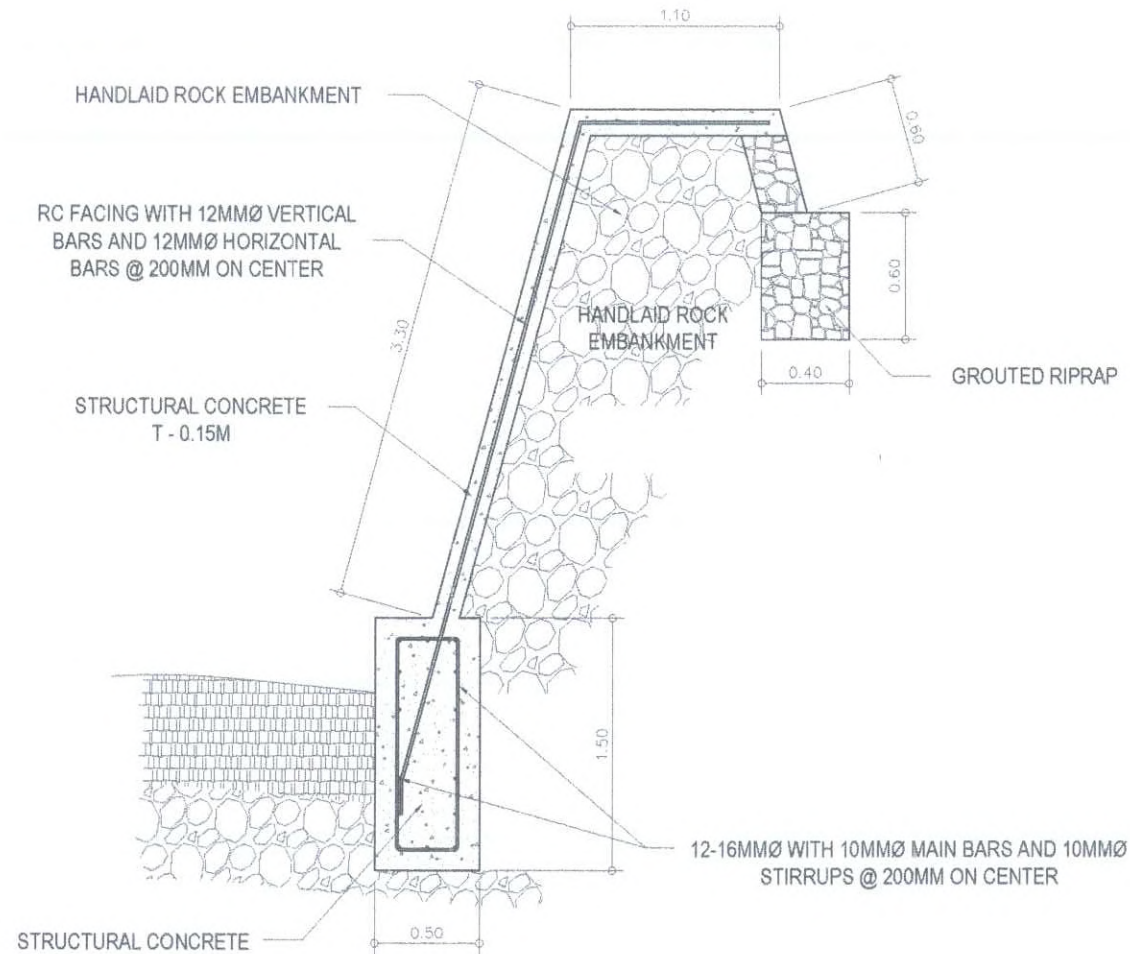 1.10
HANDLAID ROCK EMBANKMENT
0.60
RC FACING WITH 12MMØ VERTICAL
BARS AND 12MMØ HORIZONTAL
BARS @ 200MM ON CENTER
3.30
0.60
HANDLAID ROCK
EMBANKMENT
0.40
GROUTED RIPRAP
STRUCTURAL CONCRETE
T - 0.15M
1.50
12-16MMØ WITH 10MMØ MAIN BARS AND 10MMØ
STIRRUPS @ 200MM ON CENTER
STRUCTURAL CONCRETE
0.50